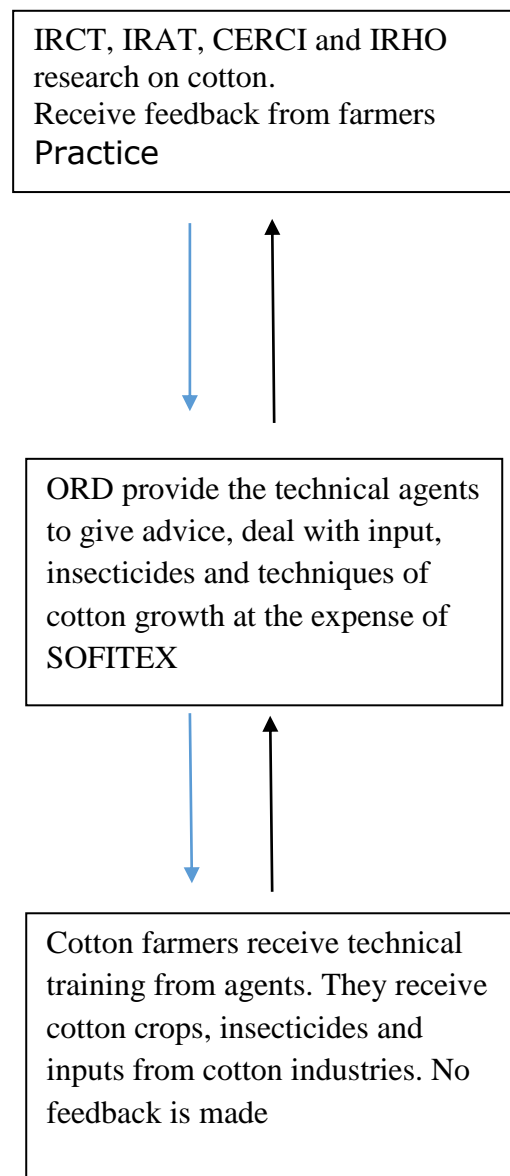 IRCT, IRAT, CERCI and IRHO
research on cotton.
Receive feedback from farmers
Practice
ORD provide the technical agents
to give advice, deal with input,
insecticides and techniques of
cotton growth at the expense of
SOFITEX
Cotton farmers receive technical
training from agents. They receive
cotton crops, insecticides and
inputs from cotton industries. No
feedback is made